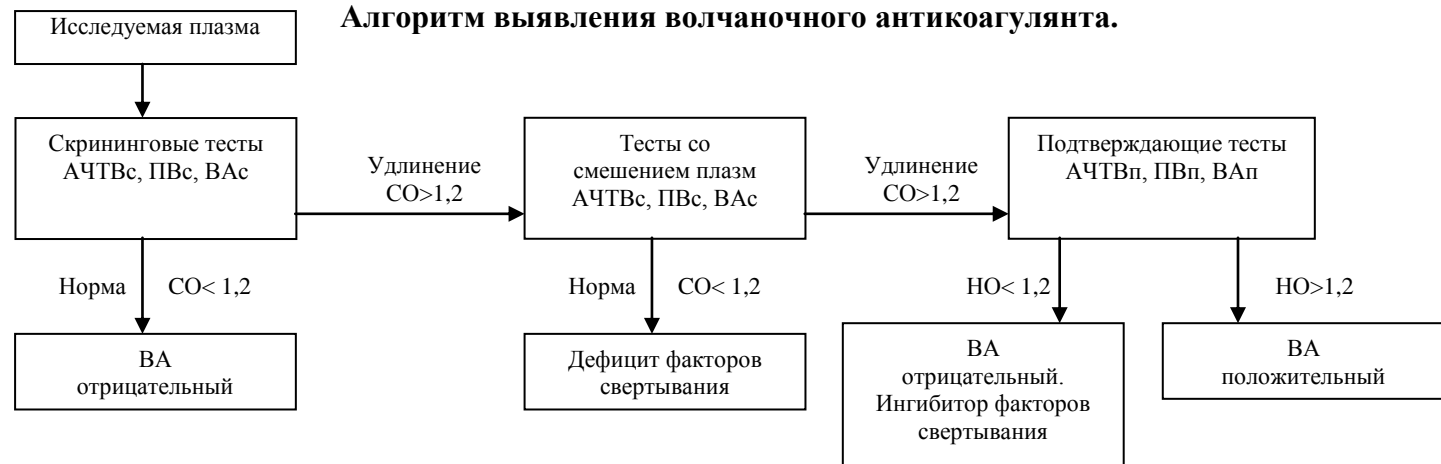 Алгоритм выявления волчаночного антикоагулянта.
Исследуемая плазма
Скрининговые тесты
АЧТВс, ПВс, ВАс
Удлинение
СО>1,2
Тесты со
смешением плазм
АЧТВс, ПВс, ВАс
Удлинение
СО>1,2
Подтверждающие тесты
АЧТВп, ПВп, ВАп
Норма СО< 1,2
Норма СО< 1,2
НО< 1,2
НО>1,2
ВА
отрицательный
Дефицит факторов
свертывания
ВА
отрицательный.
Ингибитор факторов
свертывания
ВА
положительный